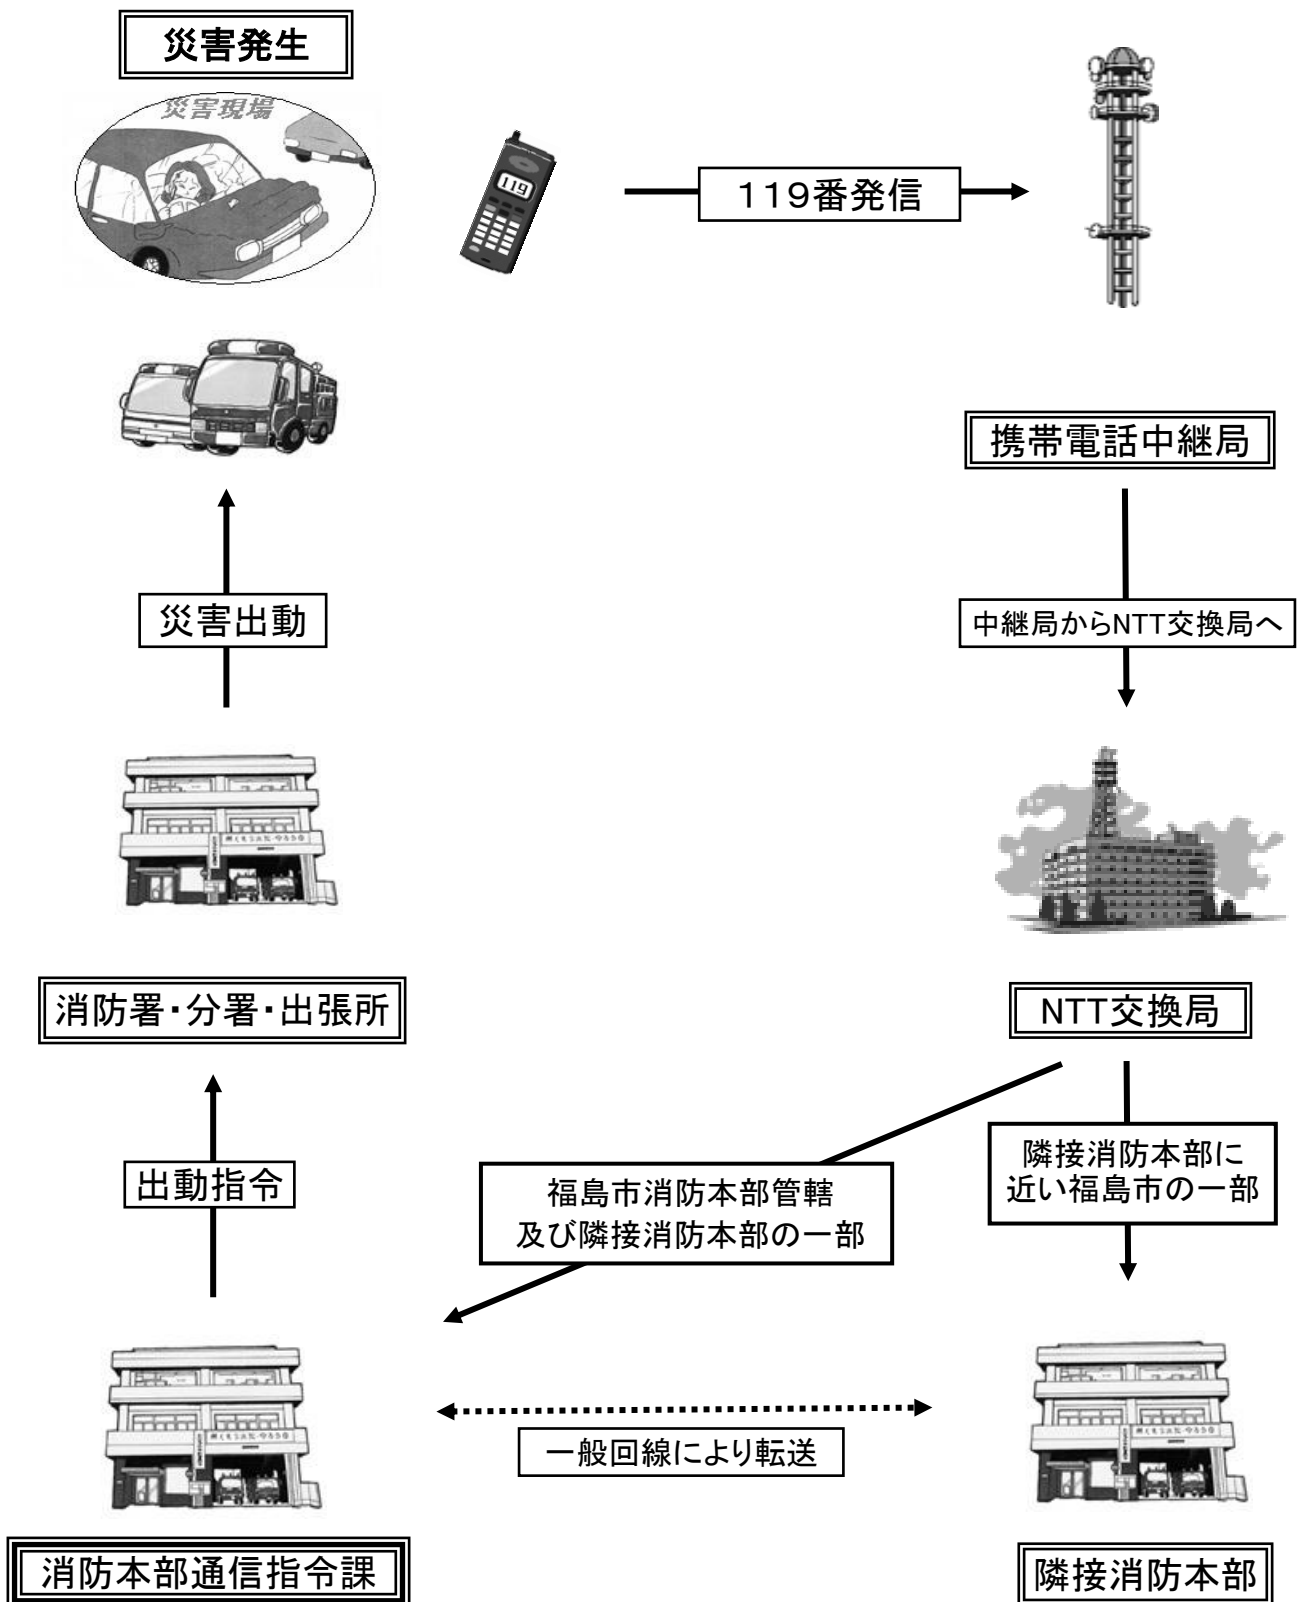 災害発生
災害現場
119
119番発信
携帯電話中継局
災害出動
中継局からNTT交換局へ
消防署・分署・出張所
NTT交換局
出動指令
福島市消防本部管轄
及び隣接消防本部の一部
隣接消防本部に
近い福島市の一部
一般回線により転送
消防本部通信指令課
隣接消防本部